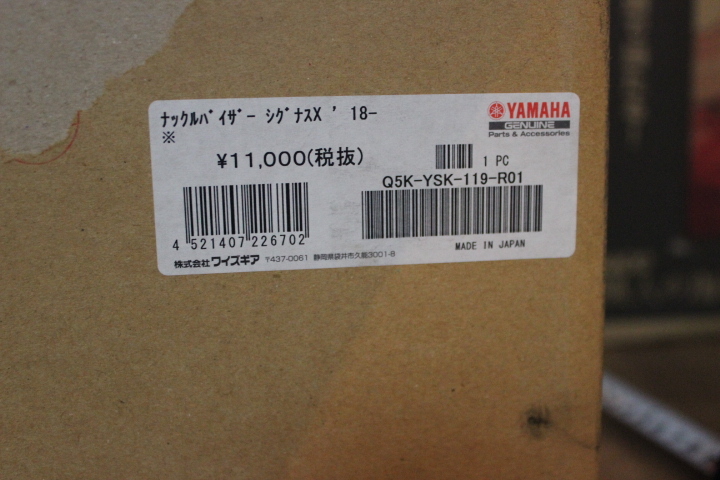 ﾅｯｸﾙﾊﾞｲｻﾞｰ ｼｸﾞﾅｽX ' 18-
※
YAMAHA
GENUINE
Parts & Accessories
¥11,000(税抜)
1 PC
Q5K-YSK-119-R01
4 521407 226702
MADE IN JAPAN
株式会社 ワイズギア 〒437-0061 静岡県袋井市久能3001-8